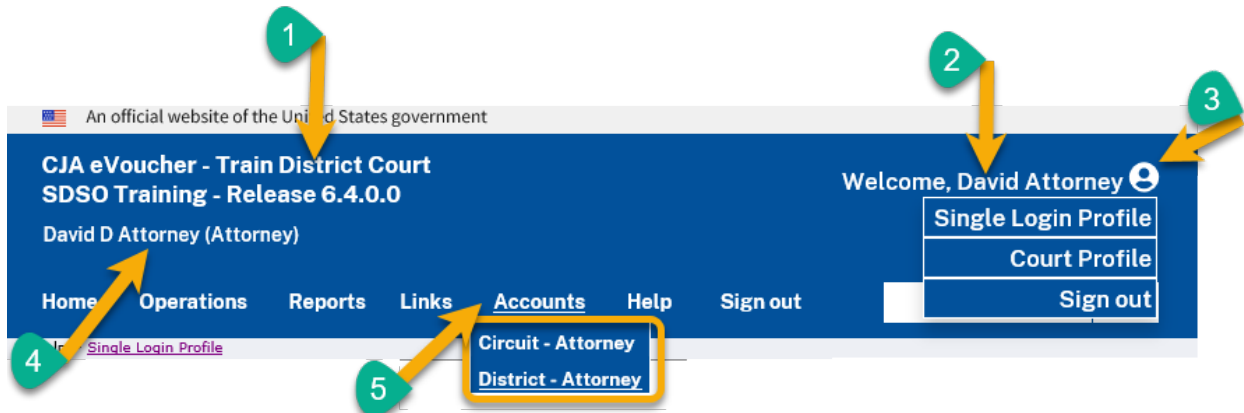 1
2
3
An official website of the United States government
CJA eVoucher - Train District Court
SDSO Training - Release 6.4.0.0
David D Attorney (Attorney)
Welcome, David Attorney
Single Login Profile
Court Profile
Sign out
Home Operations Reports Links Accounts Help Sign out
Circuit - Attorney
District - Attorney
Single Login Profile
4
5